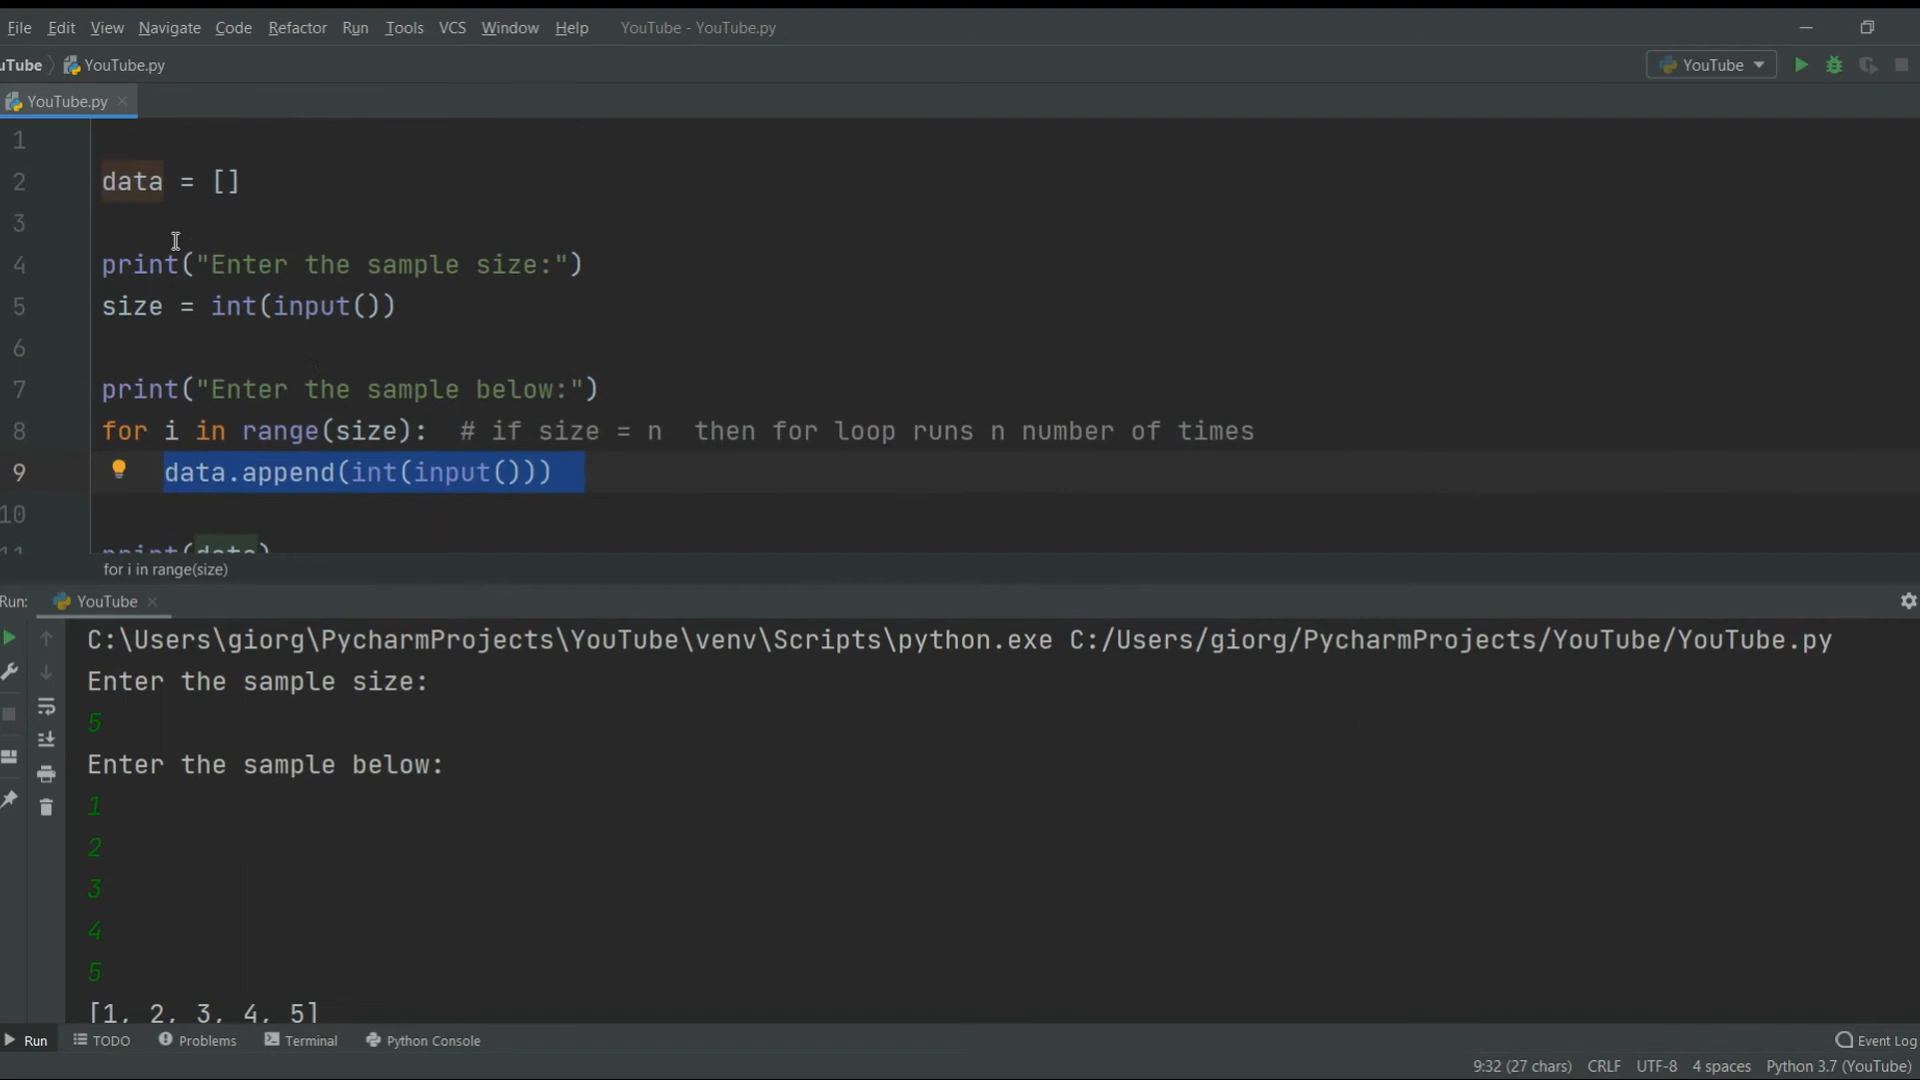 File Edit View Navigate Code Refactor Run Tools VCS Window Help YouTube - YouTube.py
uTube YouTube.py YouTube
YouTube.py
1
2 data = []
3
4 print("Enter the sample size:")
5 size = int(input())
6
7 print("Enter the sample below:")
8 for i in range(size): # if size = n then for loop runs n number of times
9 data.append(int(input()))
10
11 print(data)
for i in range(size)
Run: YouTube
C:\Users\giorg\PycharmProjects\YouTube\venv\Scripts\python.exe C:/Users/giorg/PycharmProjects/YouTube/YouTube.py
Enter the sample size:
5
Enter the sample below:
1
2
3
4
5
[1, 2, 3, 4, 5]
Run TODO Problems Terminal Python Console Event Log
9:32 (27 chars) CRLF UTF-8 4 spaces Python 3.7 (YouTube)